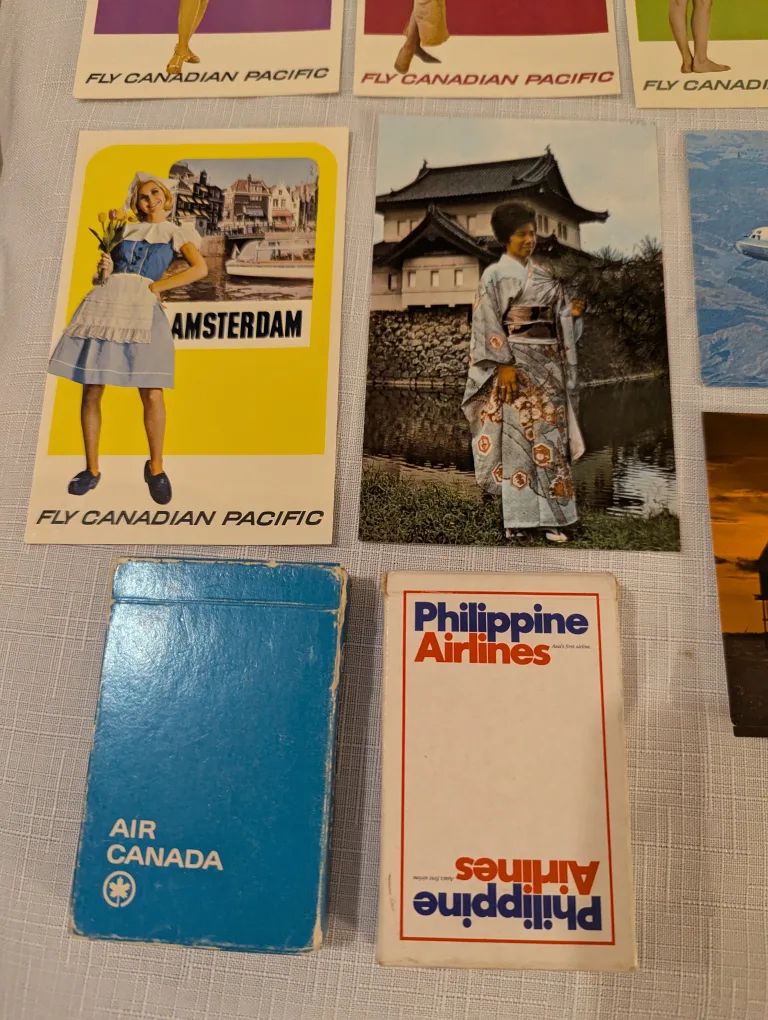 FLY CANADIAN PACIFIC
FLY CANADIAN PACIFIC
FLY CANADI
AMSTERDAM
FLY CANADIAN PACIFIC
AIR
CANADA
Philippine
Airlines
Asia's first airline.
Philippine
Airlines
Asia's first airline.